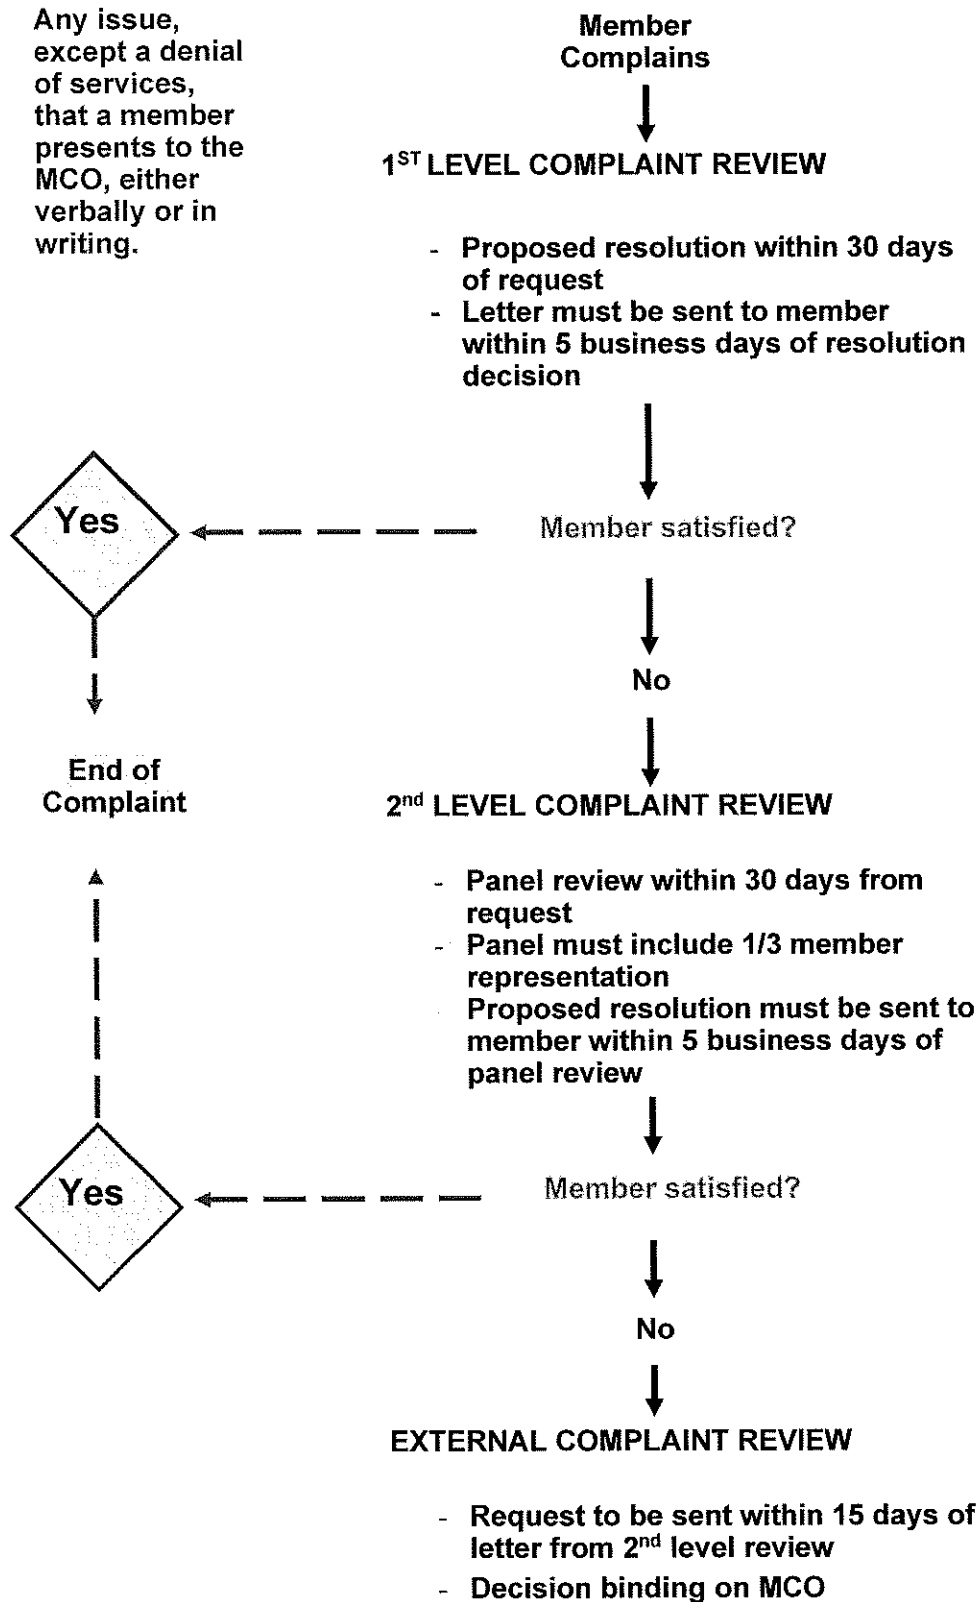 Any issue,
except a denial
of services,
that a member
presents to the
MCO, either
verbally or in
writing.
Member
Complains
1ST LEVEL COMPLAINT REVIEW
- Proposed resolution within 30 days
of request
- Letter must be sent to member
within 5 business days of resolution
decision
Yes
Member satisfied?
No
End of
Complaint
2nd LEVEL COMPLAINT REVIEW
- Panel review within 30 days from
request
- Panel must include 1/3 member
representation
- Proposed resolution must be sent to
member within 5 business days of
panel review
Yes
Member satisfied?
No
EXTERNAL COMPLAINT REVIEW
- Request to be sent within 15 days of
letter from 2nd level review
- Decision binding on MCO